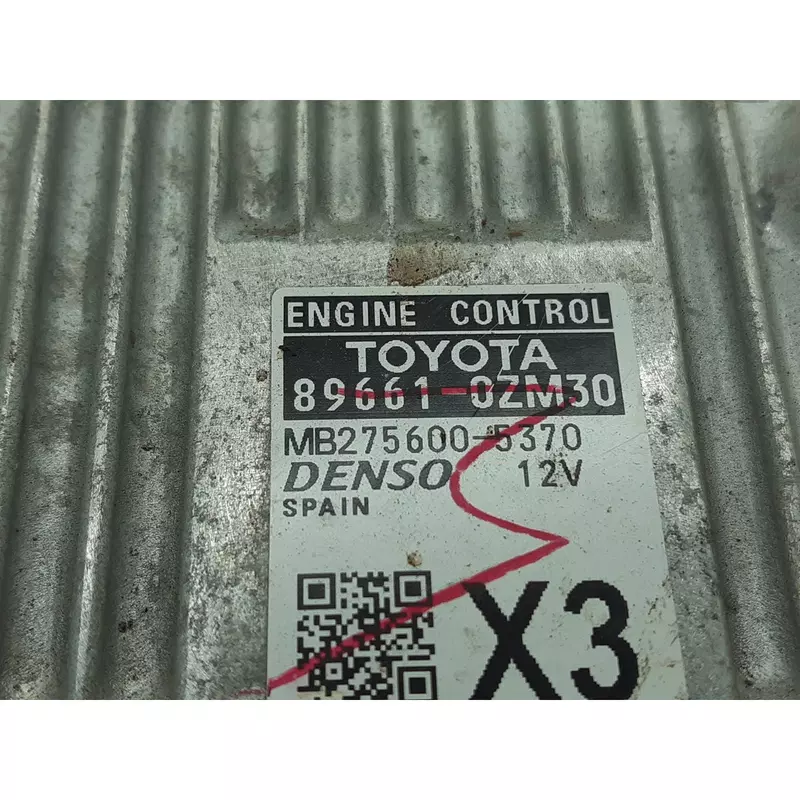 ENGINE CONTROL
TOYOTA
89661-0ZM30
MB275600-5370
DENSO 12V
SPAIN
X3